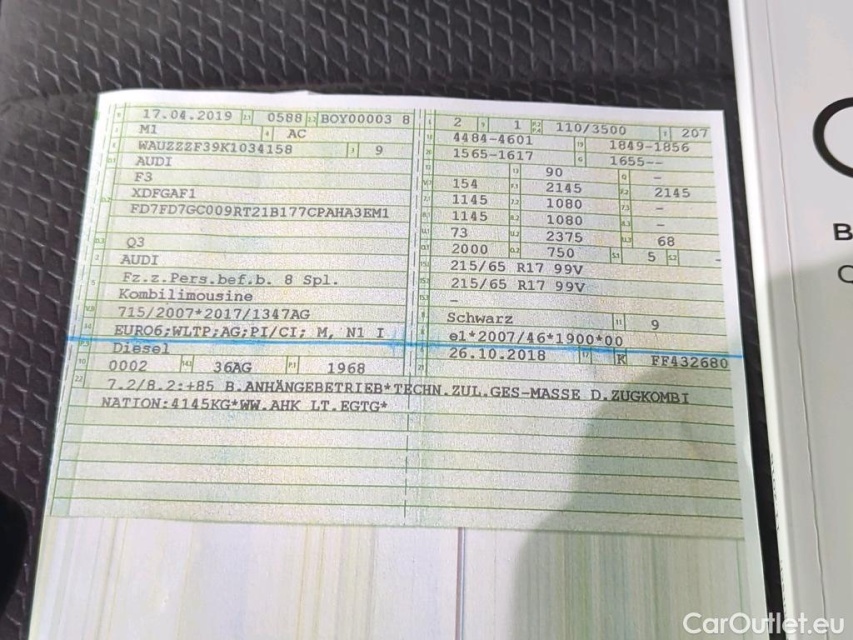 17.04.2019 0588 BOY00003 8
M1 AC
WAUZZZF39K1034158 9
AUDI
F3
XDFGAF1
FD7FD7GC009RT21B177CPAHA3EM1
Q3
AUDI
Fz.z.Pers.bef.b. 8 Spl.
Kombilimousine
715/2007*2017/1347AG
EURO6;WLTP;AG;PI/CI; M, N1 I
Diesel
0002 36AG 1968
2 1 110/3500 207
4484-4601 1849-1856
1565-1617 1655--
90 -
154 2145 2145
1145 1080 -
1145 1080 -
73 2375 68
2000 750 5 -
215/65 R17 99V
215/65 R17 99V
-
-
Schwarz 9
e1*2007/46*1900*00
26.10.2018 K FF432680
7.2/8.2:+85 B.ANHÄNGEBETRIEB*TECHN.ZUL.GES-MASSE D.ZUGKOMBI
NATION:4145KG*WW.AHK LT.EGTG*
CarOutlet.eu